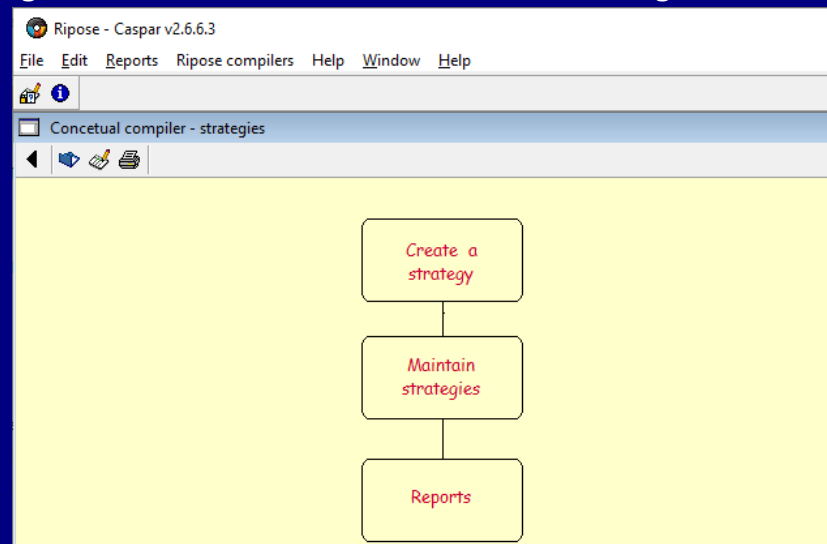 Ripose - Caspar v2.6.6.3
File Edit Reports Ripose compilers Help Window Help
Concetual compiler - strategies
Create a
strategy
Maintain
strategies
Reports